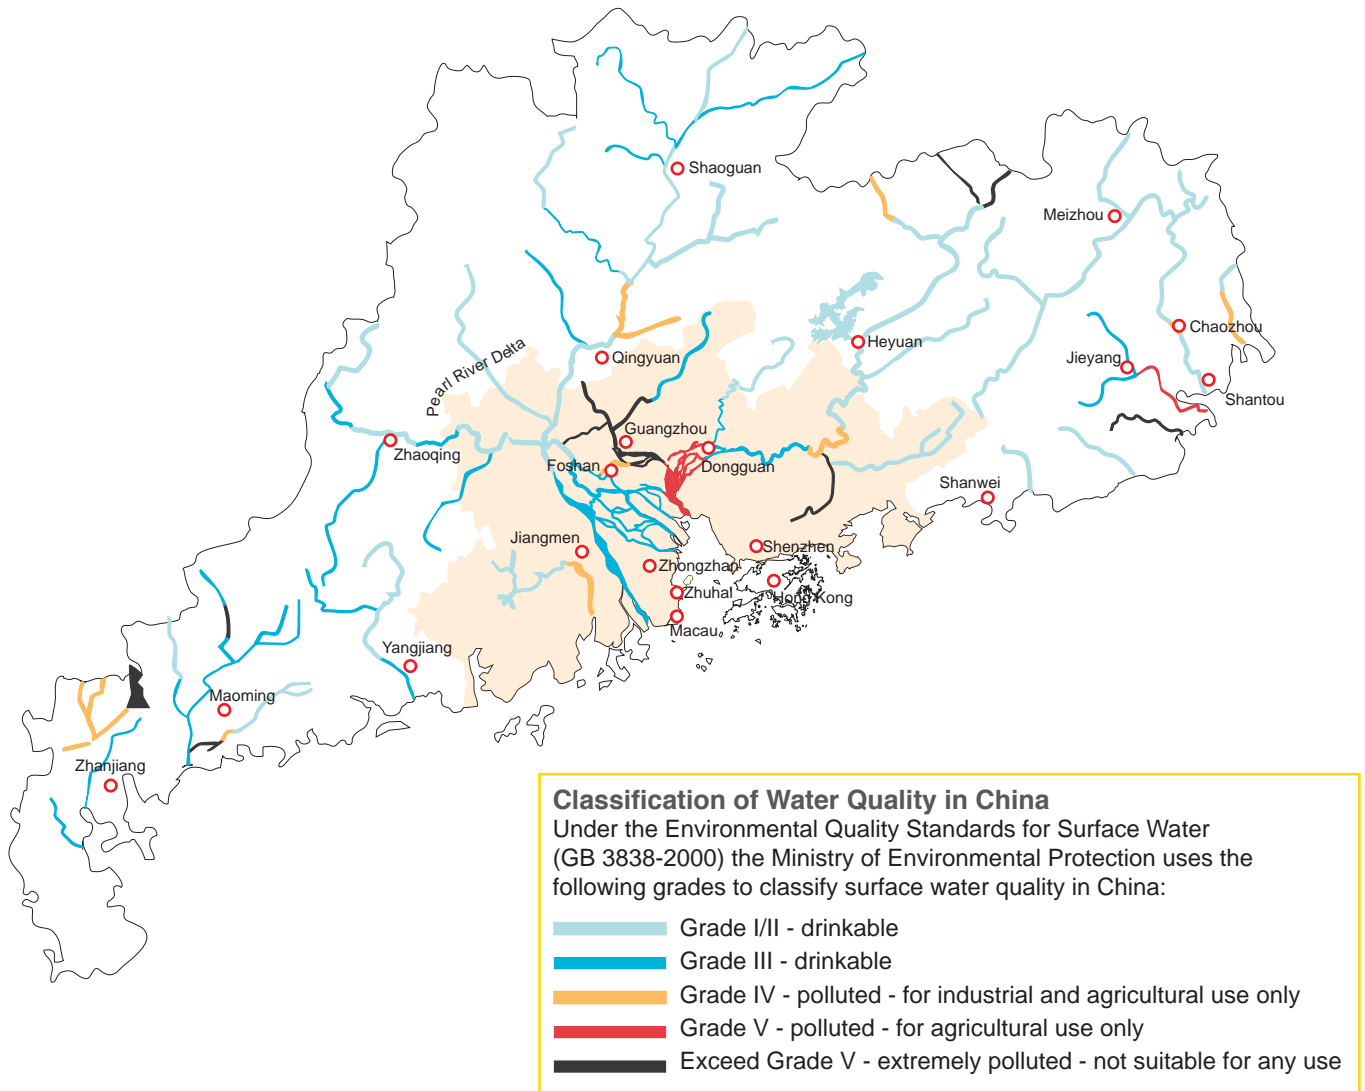 Shaoguan
Meizhou
Chaozhou
Heyuan
Jieyang
Qingyuan
Pearl River Delta
Shantou
Guangzhou
Zhaoqing
Foshan
Dongguan
Shanwei
Jiangmen
Shenzhen
Zhongzhan
Zhuhal
Hong Kong
Macau
Yangjiang
Maoming
Zhanjiang
Classification of Water Quality in China
Under the Environmental Quality Standards for Surface Water
(GB 3838-2000) the Ministry of Environmental Protection uses the
following grades to classify surface water quality in China:
Grade I/II - drinkable
Grade III - drinkable
Grade IV - polluted - for industrial and agricultural use only
Grade V - polluted - for agricultural use only
Exceed Grade V - extremely polluted - not suitable for any use